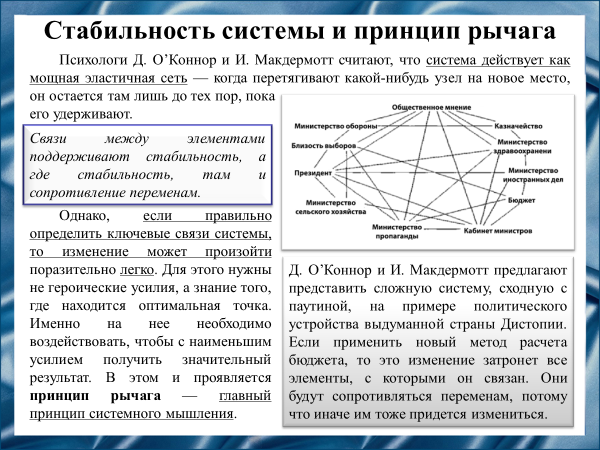 Стабильность системы и принцип рычага
Психологи Д. О’Коннор и И. Макдермотт считают, что система действует как
мощная эластичная сеть — когда перетягивают какой-нибудь узел на новое место,
он остается там лишь до тех пор, пока
его удерживают.
Связи между элементами
поддерживают стабильность, а
где стабильность, там и
сопротивление переменам.
Однако, если правильно
определить ключевые связи системы,
то изменение может произойти
поразительно легко. Для этого нужны
не героические усилия, а знание того,
где находится оптимальная точка.
Именно на нее необходимо
воздействовать, чтобы с наименьшим
усилием получить значительный
результат. В этом и проявляется
принцип рычага — главный
принцип системного мышления.
Общественное мнение
Министерство обороны
Казначейство
Близость выборов
Министерство
здравоохранени
Президент
Министерство
иностранных дел
Министерство
сельского хозяйства
Бюджет
Министерство
пропаганды
Кабинет министров
Д. О’Коннор и И. Макдермотт предлагают
представить сложную систему, сходную с
паутиной, на примере политического
устройства выдуманной страны Дистопии.
Если применить новый метод расчета
бюджета, то это изменение затронет все
элементы, с которыми он связан. Они
будут сопротивляться переменам, потому
что иначе им тоже придется измениться.